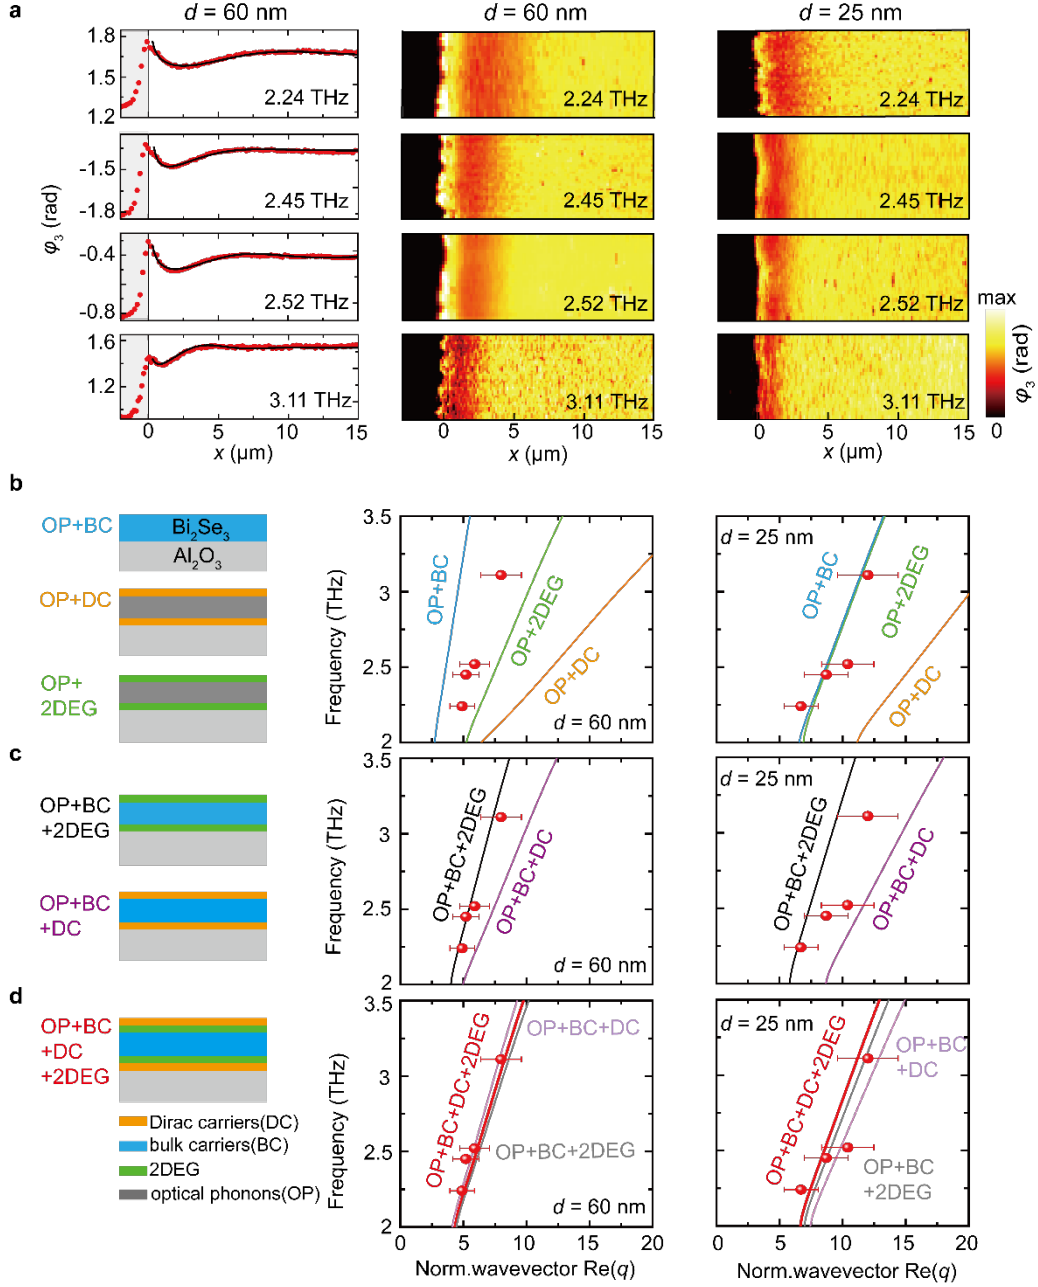 a
d = 60 nm
d = 60 nm
d = 25 nm
1.8
1.5
1.2
2.24 THz
2.24 THz
2.24 THz
-1.5
-1.8
2.45 THz
2.45 THz
2.45 THz
-0.4
-0.8
2.52 THz
2.52 THz
2.52 THz
1.6
1.2
3.11 THz
3.11 THz
3.11 THz
φ3 (rad)
0 5 10 15
0 5 10 15
0 5 10 15
x (µm)
x (µm)
x (µm)
max
φ3 (rad)
0
b
OP+BC
Bi2Se3
Al2O3
OP+DC
OP+
2DEG
3.5
3
2.5
2
Frequency (THz)
OP+BC
OP+2DEG
OP+DC
d = 60 nm
d = 25 nm
OP+BC
OP+2DEG
OP+DC
c
OP+BC
+2DEG
OP+BC
+DC
3.5
3
2.5
2
Frequency (THz)
OP+BC+2DEG
OP+BC+DC
d = 60 nm
d = 25 nm
OP+BC+2DEG
OP+BC+DC
d
OP+BC
+DC
+2DEG
Dirac carriers(DC)
bulk carriers(BC)
2DEG
optical phonons(OP)
3.5
3
2.5
2
Frequency (THz)
OP+BC+DC+2DEG
OP+BC+DC
OP+BC+2DEG
d = 60 nm
0 5 10 15 20
Norm.wavevector Re(q)
d = 25 nm
OP+BC+DC+2DEG
OP+BC
+DC
OP+BC
+2DEG
0 5 10 15 20
Norm.wavevector Re(q)